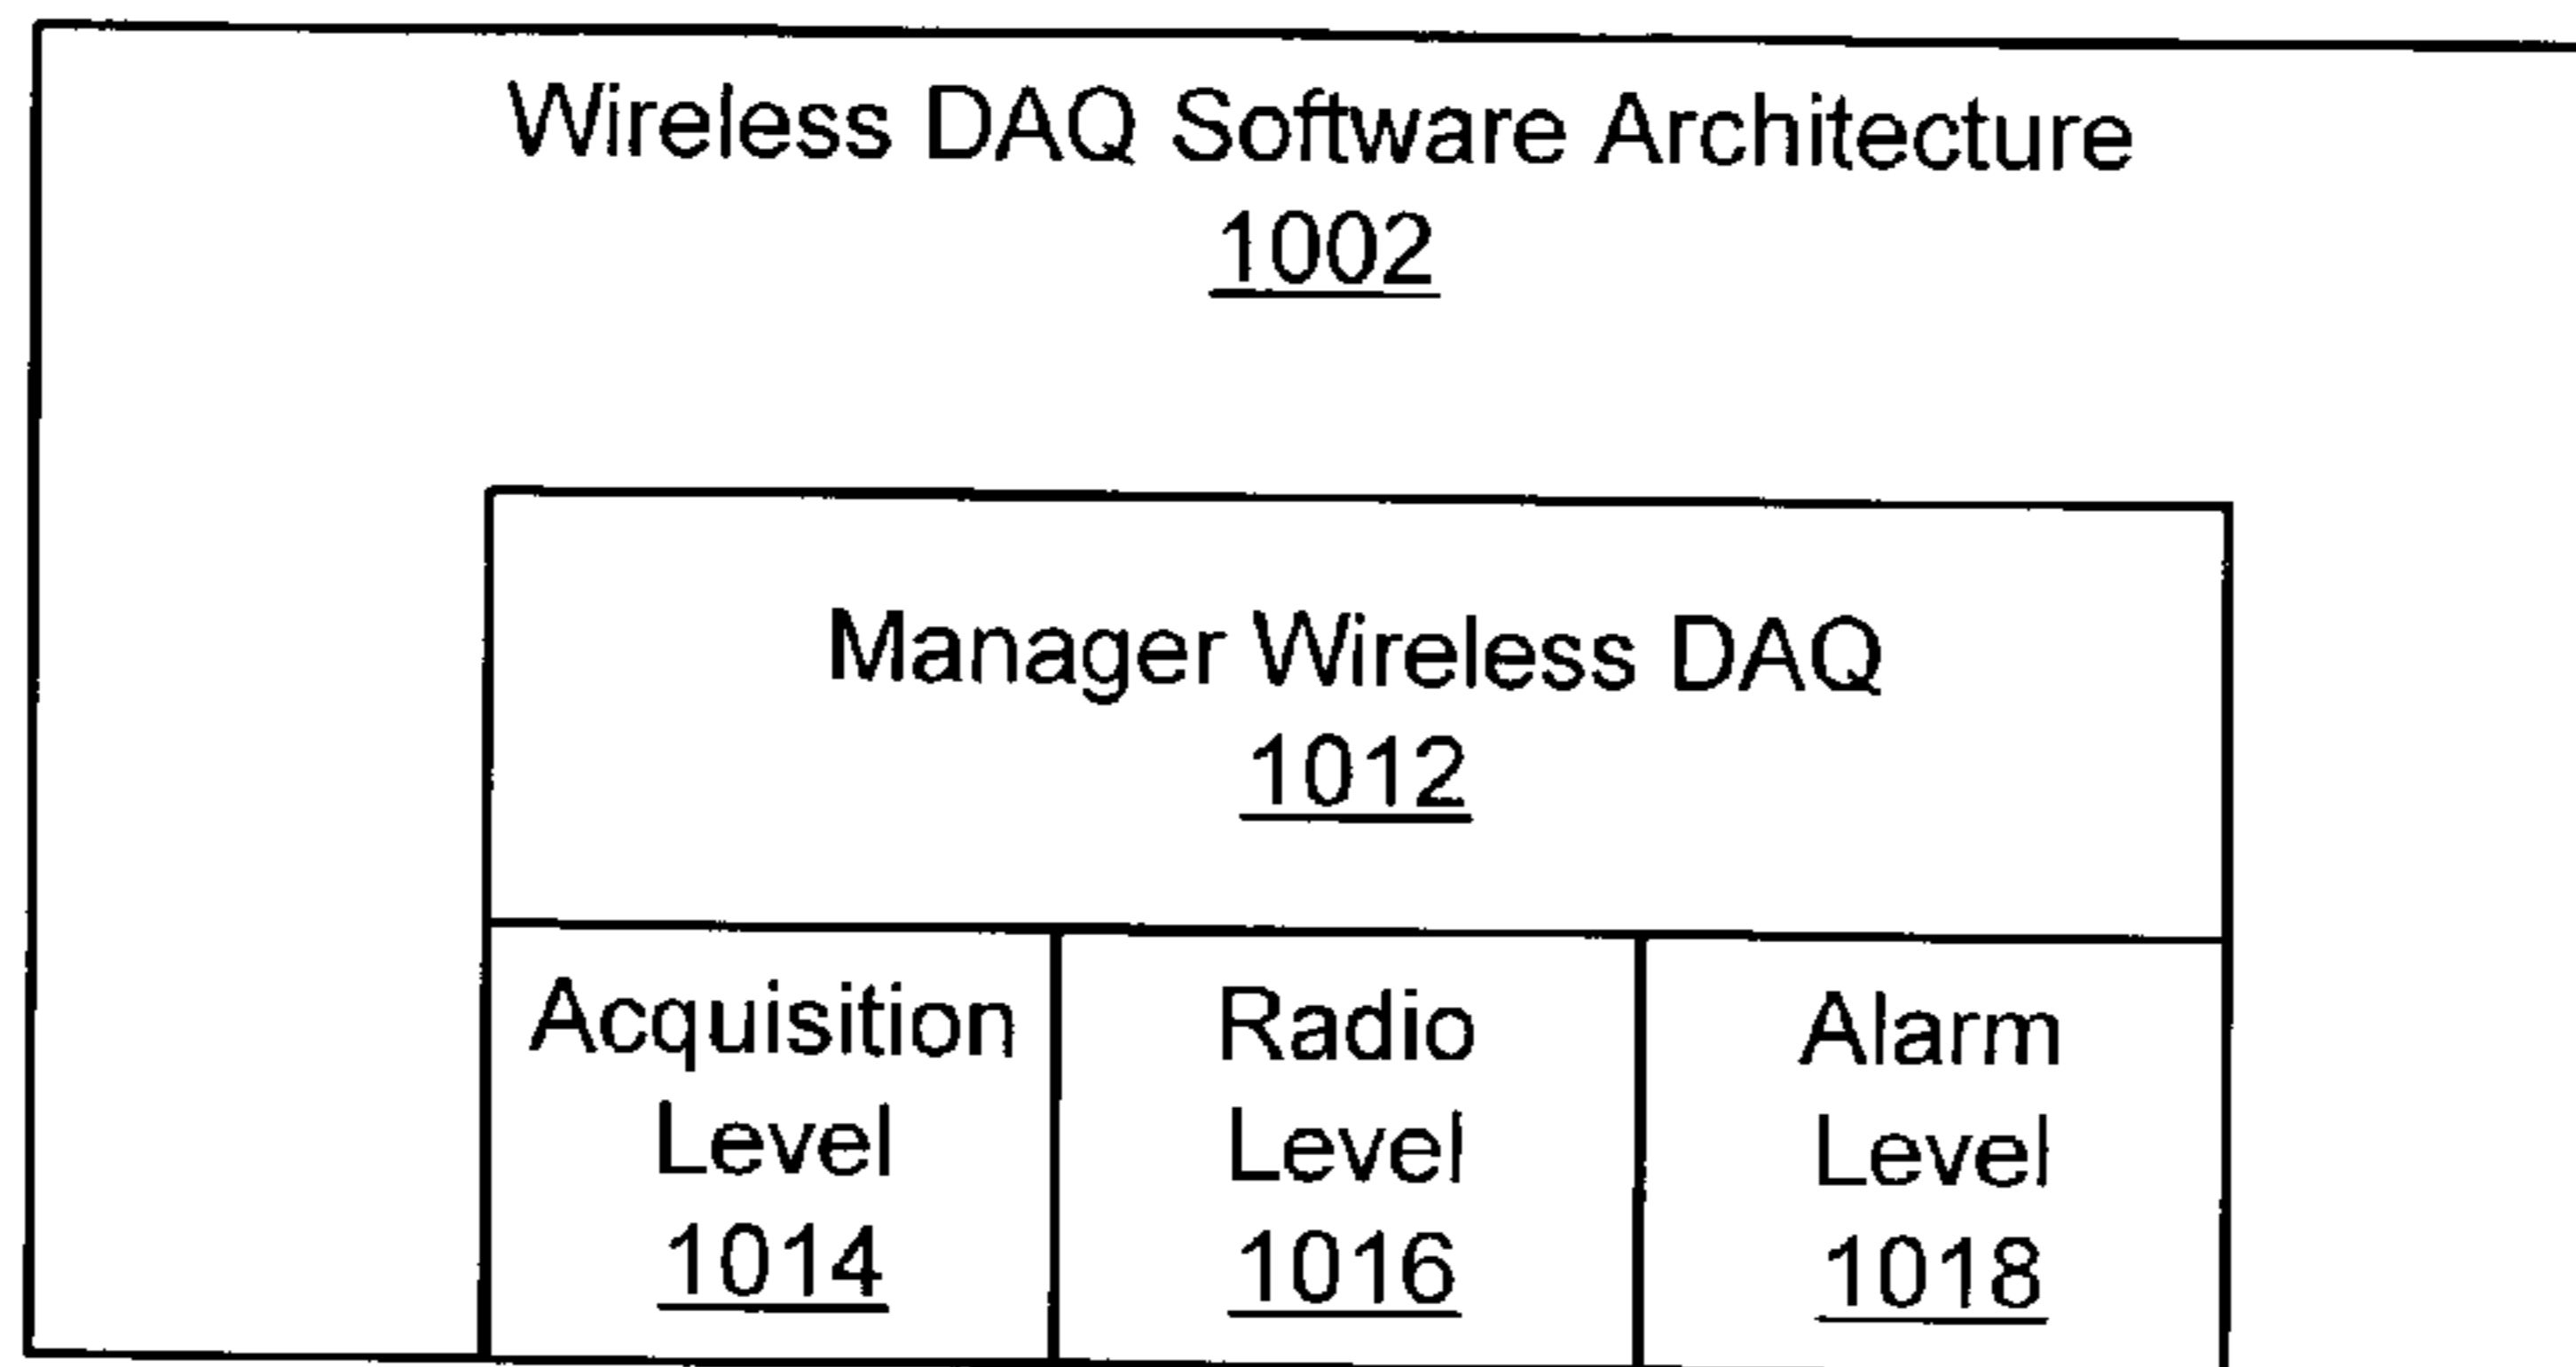 Wireless DAQ Software Architecture
1002
Manager Wireless DAQ
1012
Acquisition
Level
1014
Radio
Level
1016
Alarm
Level
1018